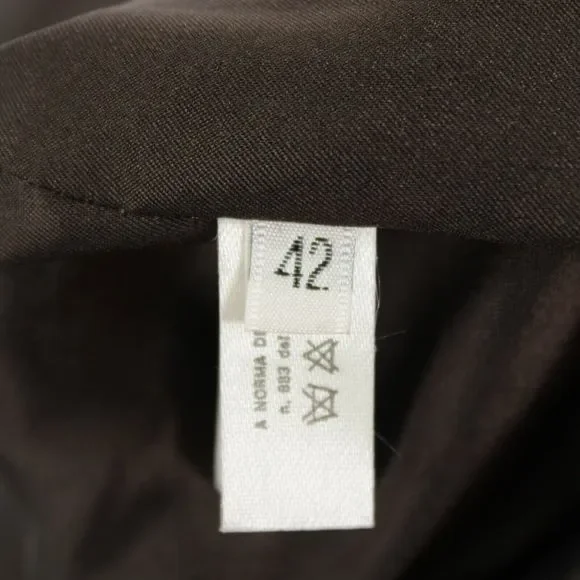 42
A NORMA DE
n. 883 del